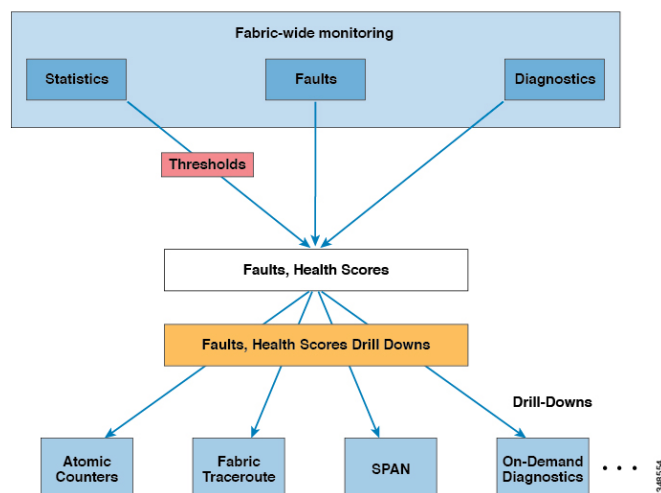 Fabric-wide monitoring
Statistics
Faults
Diagnostics
Thresholds
Faults, Health Scores
Faults, Health Scores Drill Downs
Drill-Downs
Atomic
Counters
Fabric
Traceroute
SPAN
On-Demand
Diagnostics
• • •
348554